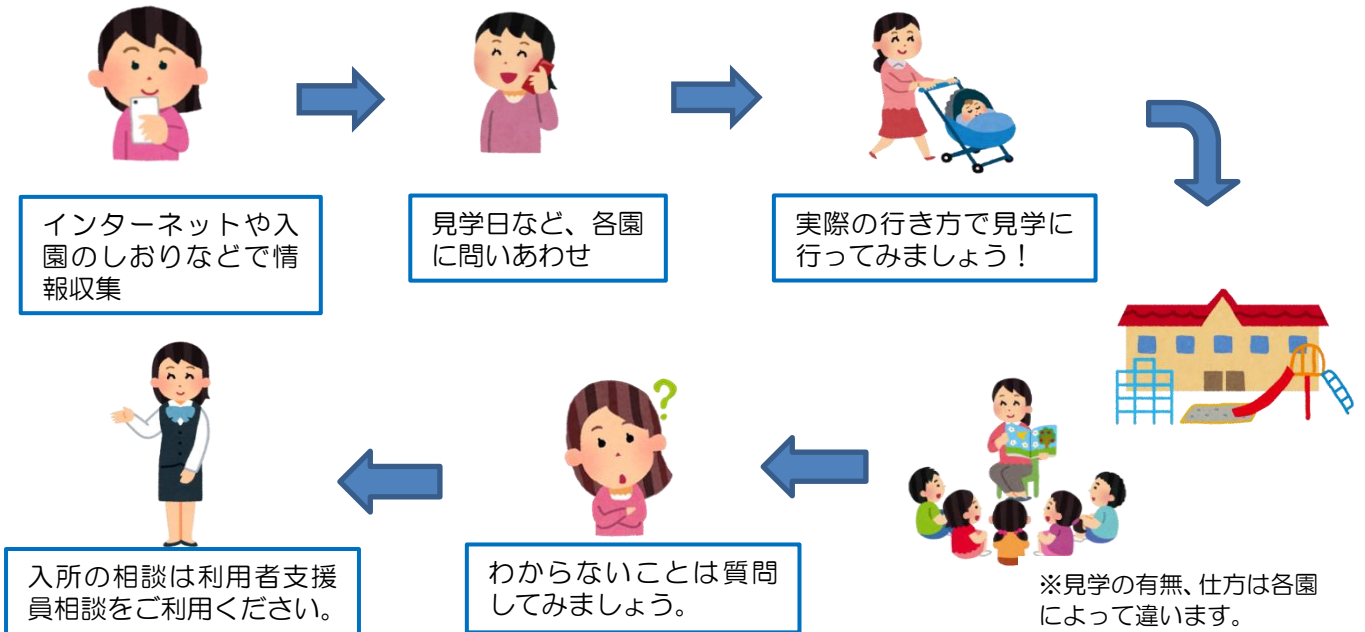 インターネットや入
園のしおりなどで情
報収集
見学日など、各園
に問いあわせ
実際の行き方で見学に
行ってみましょう！
※見学の有無、仕方は各園
によって違います。
?
わからないことは質問
してみましょう。
入所の相談は利用者支援
員相談をご利用ください。